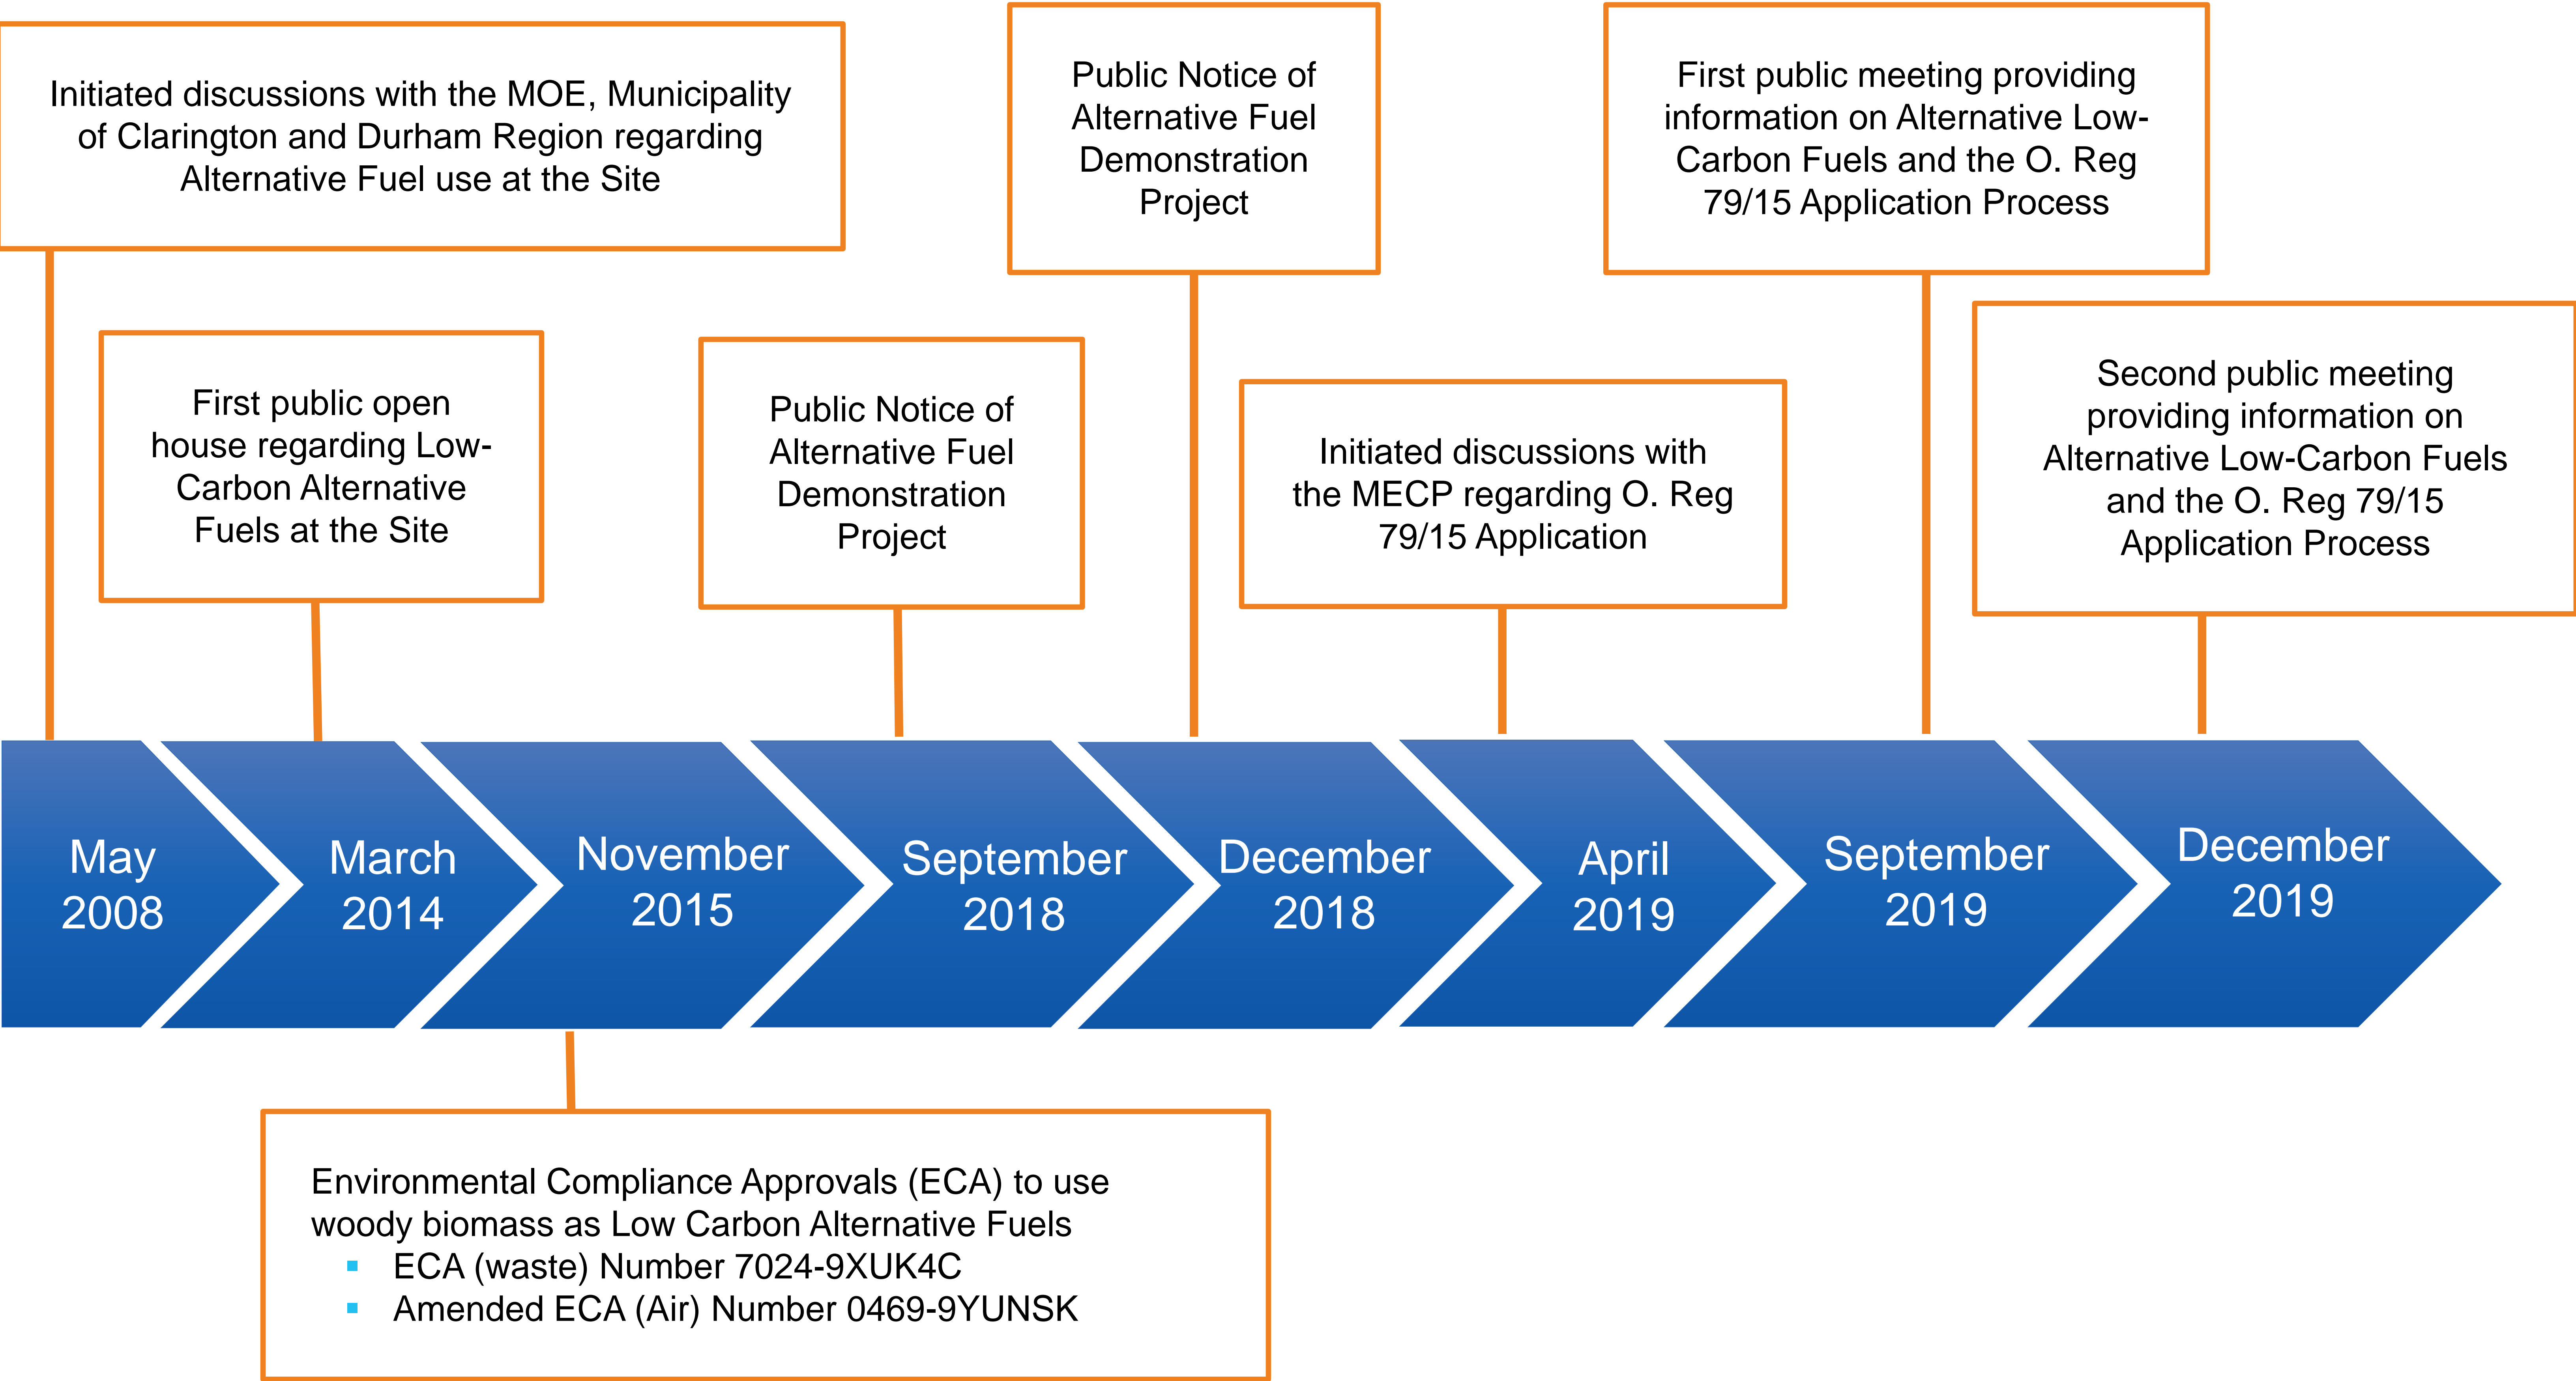 Initiated discussions with the MOE, Municipality
of Clarington and Durham Region regarding
Alternative Fuel use at the Site
Public Notice of
Alternative Fuel
Demonstration
Project
First public meeting providing
information on Alternative Low-
Carbon Fuels and the O. Reg
79/15 Application Process
First public open
house regarding Low-
Carbon Alternative
Fuels at the Site
Public Notice of
Alternative Fuel
Demonstration
Project
Initiated discussions with
the MECP regarding O. Reg
79/15 Application
Second public meeting
providing information on
Alternative Low-Carbon Fuels
and the O. Reg 79/15
Application Process
May
2008
March
2014
November
2015
September
2018
December
2018
April
2019
September
2019
December
2019
Environmental Compliance Approvals (ECA) to use
woody biomass as Low Carbon Alternative Fuels
▪ ECA (waste) Number 7024-9XUK4C
▪ Amended ECA (Air) Number 0469-9YUNSK